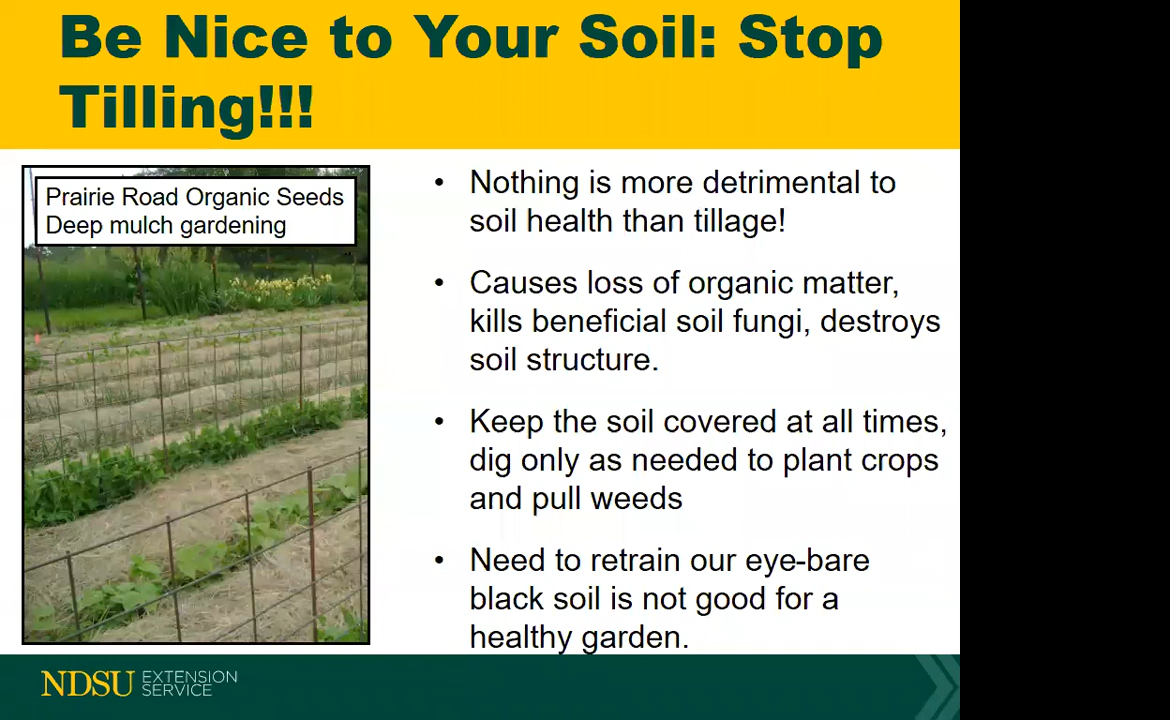 Be Nice to Your Soil: Stop
Tilling!!!
Prairie Road Organic Seeds
Deep mulch gardening
• Nothing is more detrimental to
soil health than tillage!
• Causes loss of organic matter,
kills beneficial soil fungi, destroys
soil structure.
• Keep the soil covered at all times,
dig only as needed to plant crops
and pull weeds
• Need to retrain our eye-bare
black soil is not good for a
healthy garden.
NDSU EXTENSION
SERVICE